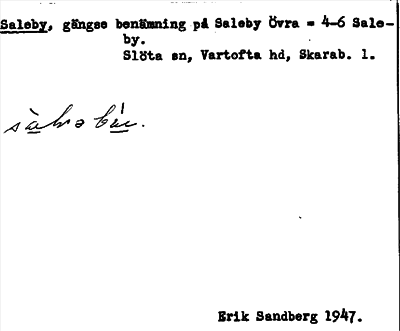 Saleby, gängse benämning på Saleby Övra = 4-6 Sale-
by.
Slöta sn, Vartofta hd, Skarab. l.
Erik Sandberg 1947.